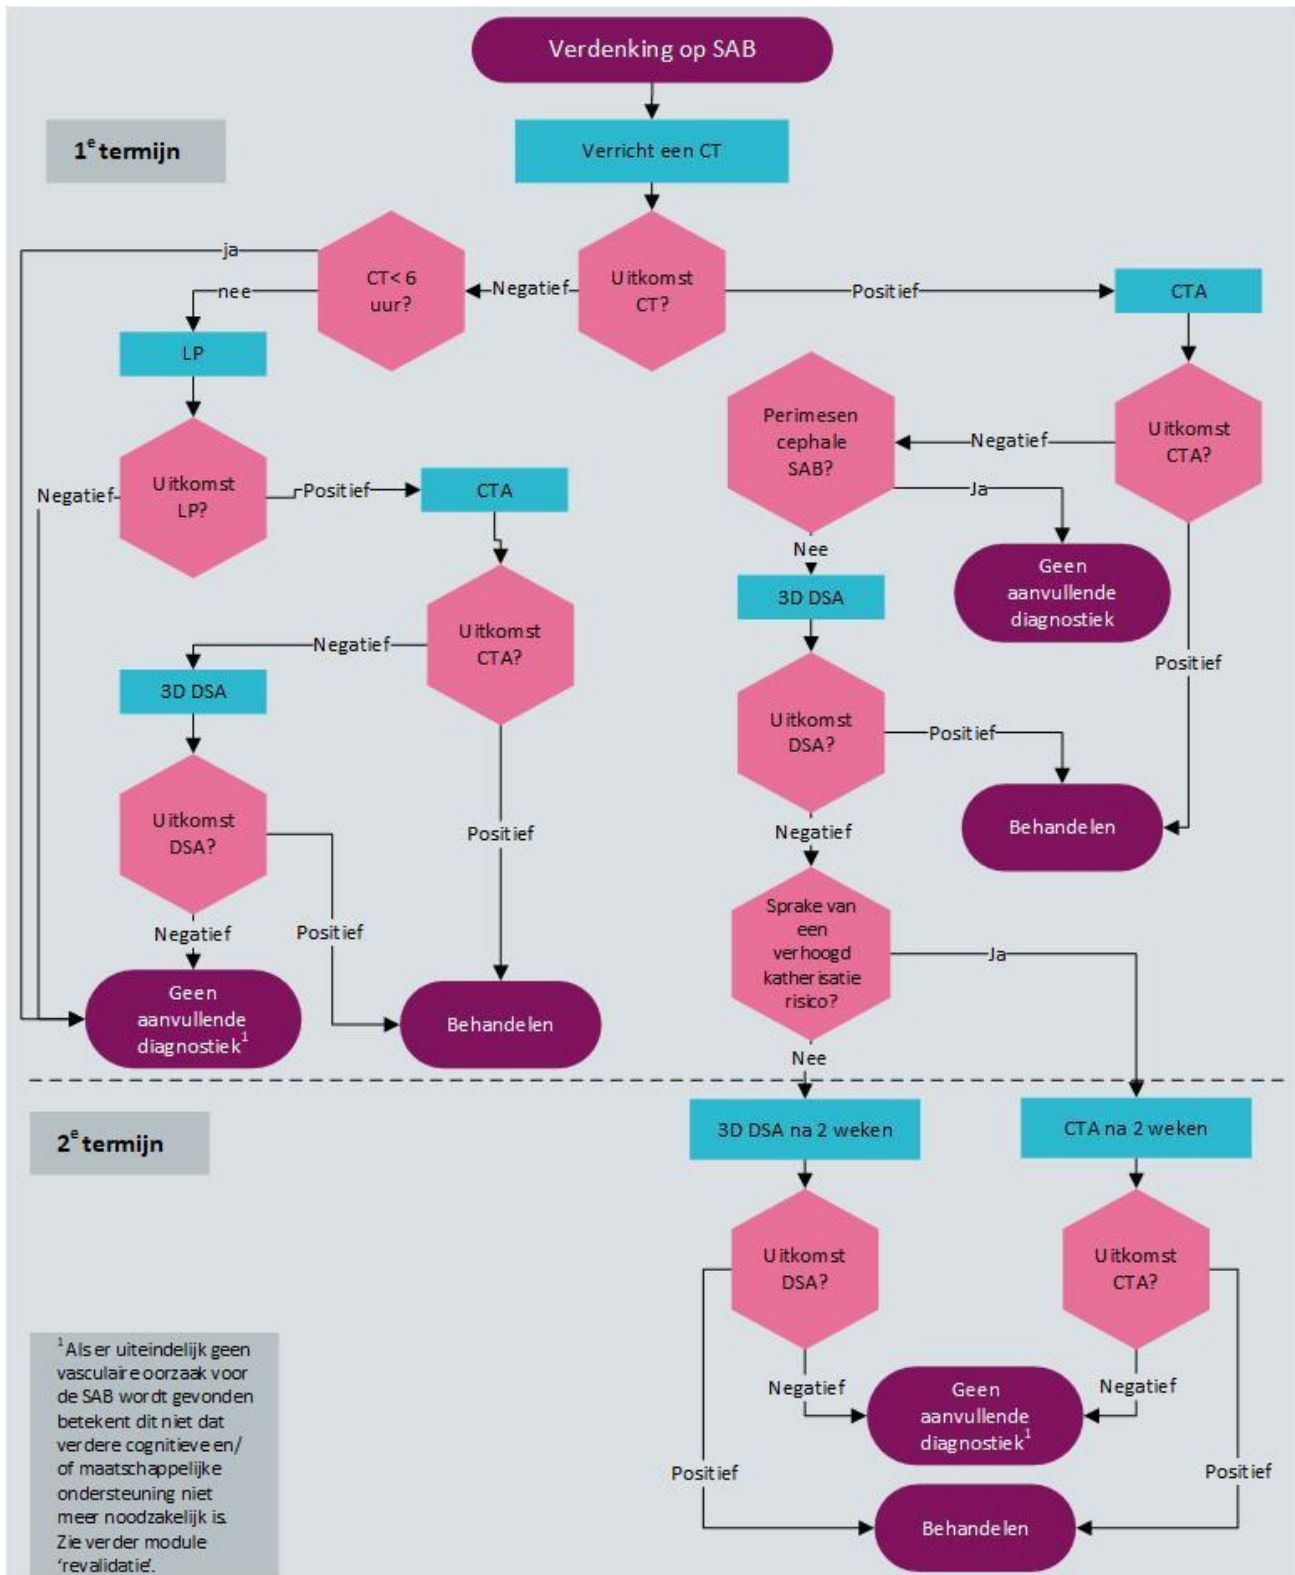 Verdenking op SAB
1e termijn
Verricht een CT
ja
CT< 6
uur?
Negatief
Uitkomst
CT?
Positief
CTA
nee
LP
Perimesen
cephale
SAB?
Negatief
Uitkomst
CTA?
Negatief
Uitkomst
LP?
Positief
CTA
Ja
Nee
Geen
aanvullende
diagnostiek
3D DSA
Negatief
Uitkomst
CTA?
Positief
3D DSA
Uitkomst
DSA?
Positief
Uitkomst
DSA?
Positief
Negatief
Behandelen
Sprake van
een
verhoogd
katherisatie
risico?
Ja
Negatief
Positief
Geen
aanvullende
diagnostiek1
Behandelen
Nee
2e termijn
3D DSA na 2 weken
CTA na 2 weken
Uitkomst
DSA?
Uitkomst
CTA?
Negatief
Geen
aanvullende
diagnostiek1
Negatief
Positief
Positief
Behandelen
1 Als er uiteindelijk geen
vasculaire oorzaak voor
de SAB wordt gevonden
betekent dit niet dat
verdere cognitieve en/
of maatschappelijke
ondersteuning niet
meer noodzakelijk is.
Zie verder module
‘revalidatie’.